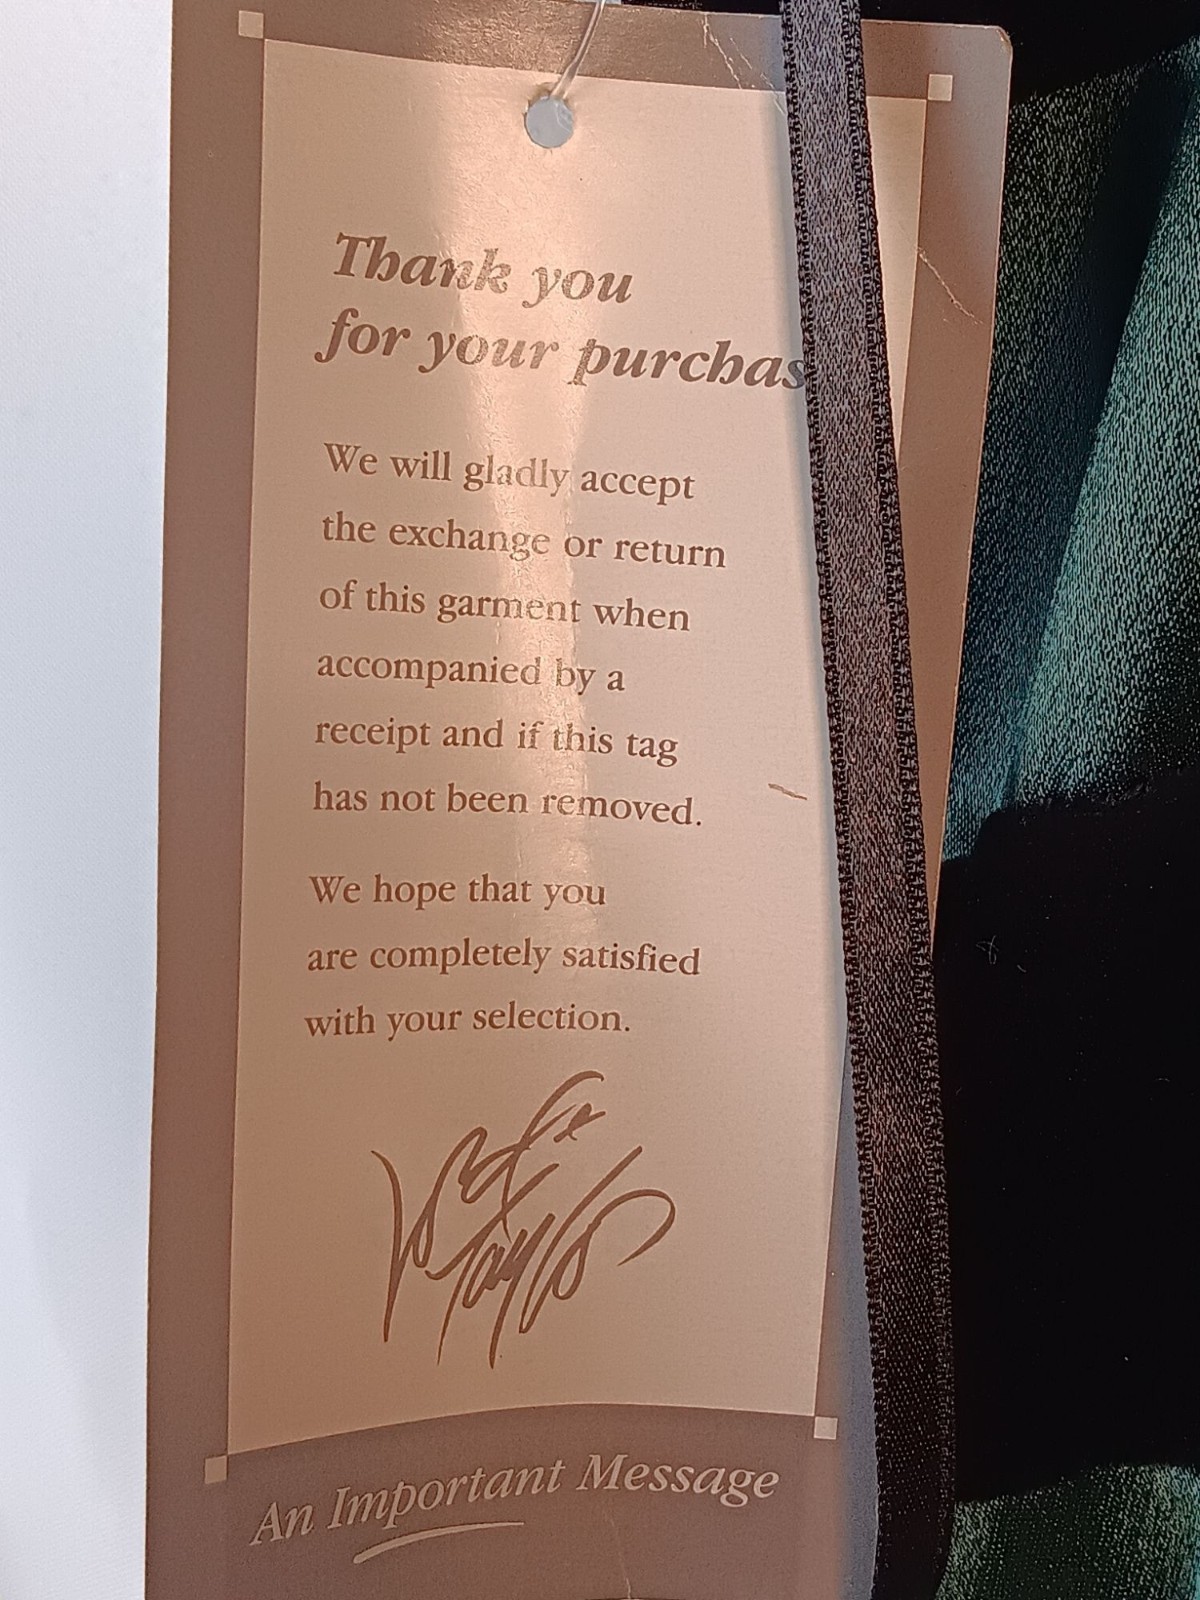 Thank you
for your purchas
We will gladly accept
the exchange or return
of this garment when
accompanied by a
receipt and if this tag
has not been removed.
We hope that you
are completely satisfied
with your selection.
Lord & Taylor
An Important Message